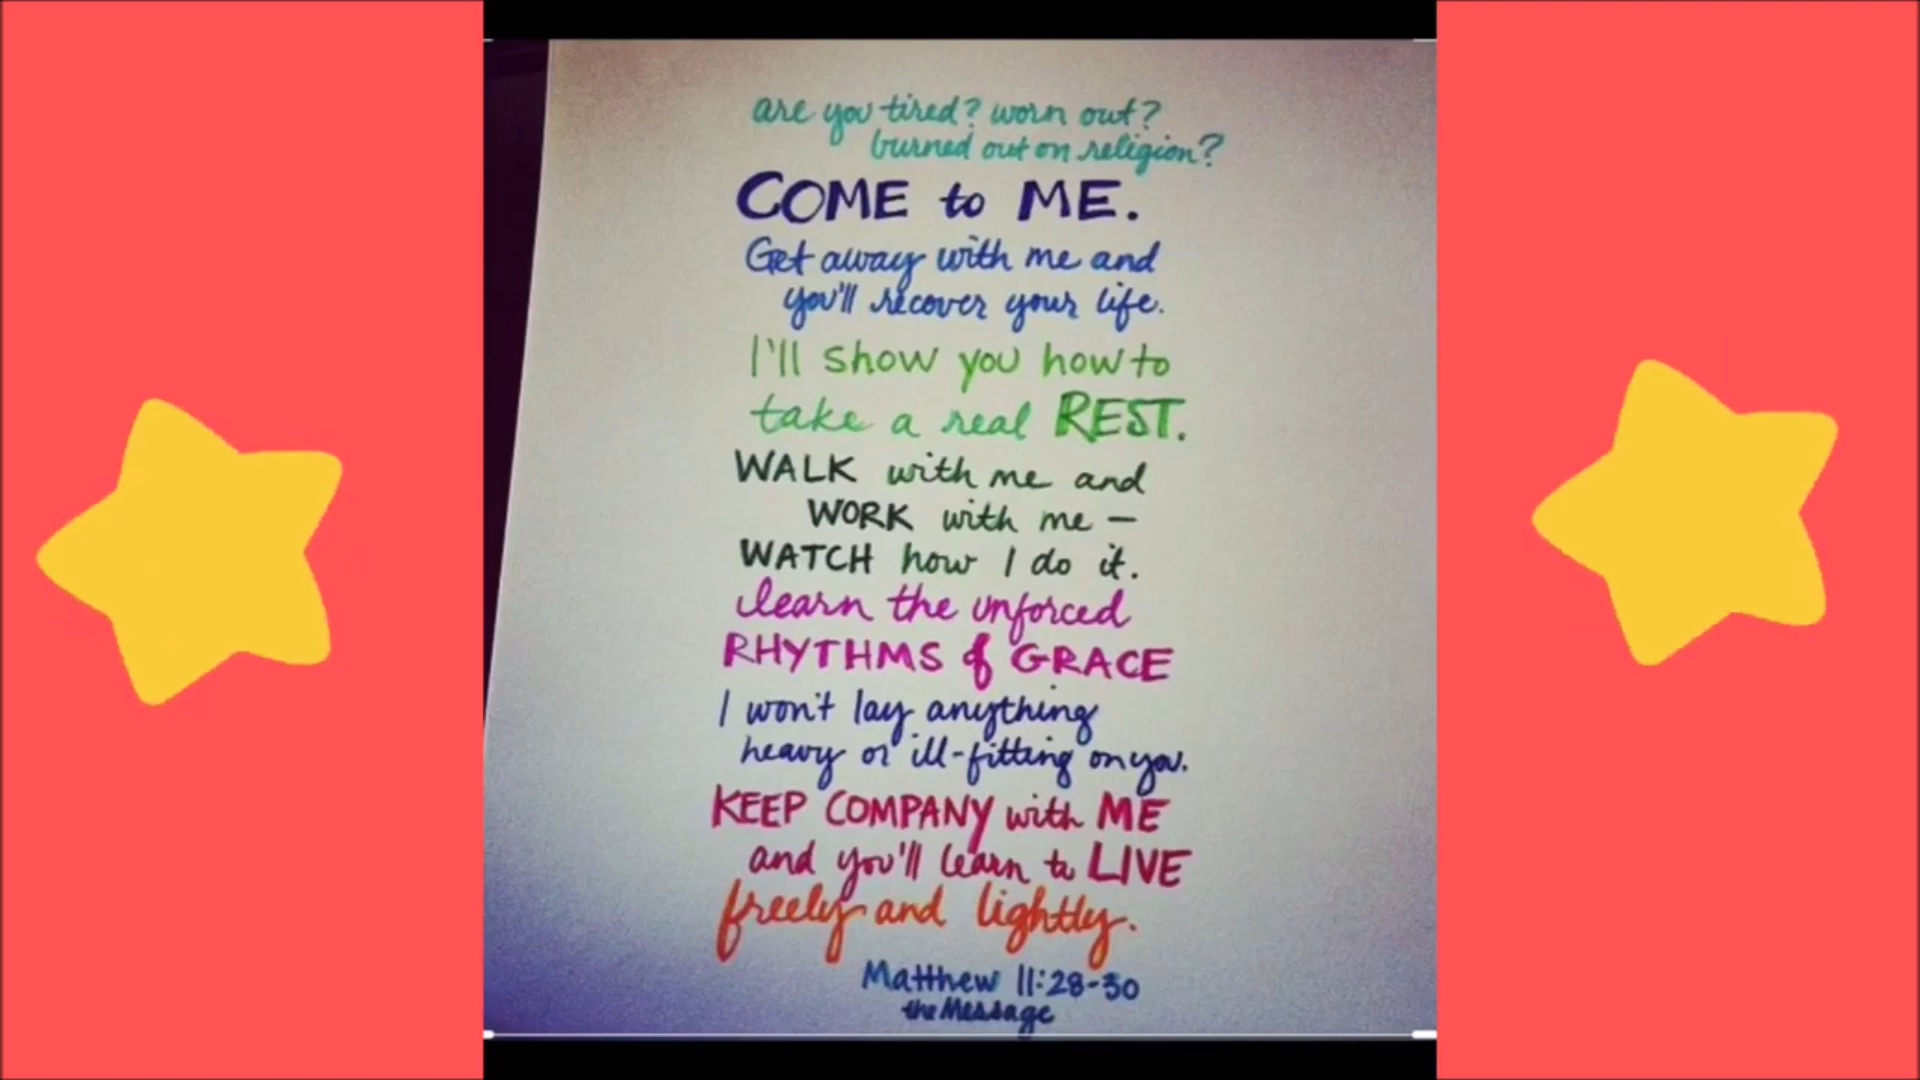 are you tired? worn out?
burned out on religion?
COME to ME.
Get away with me and
you'll recover your life.
I'll show you how to
take a real REST.
WALK with me and
WORK with me –
WATCH how I do it.
learn the unforced
RHYTHMS of GRACE
I won't lay anything
heavy or ill-fitting on you.
KEEP COMPANY with ME
and you'll learn to LIVE
freely and lightly.
Matthew 11:28-30
the Message